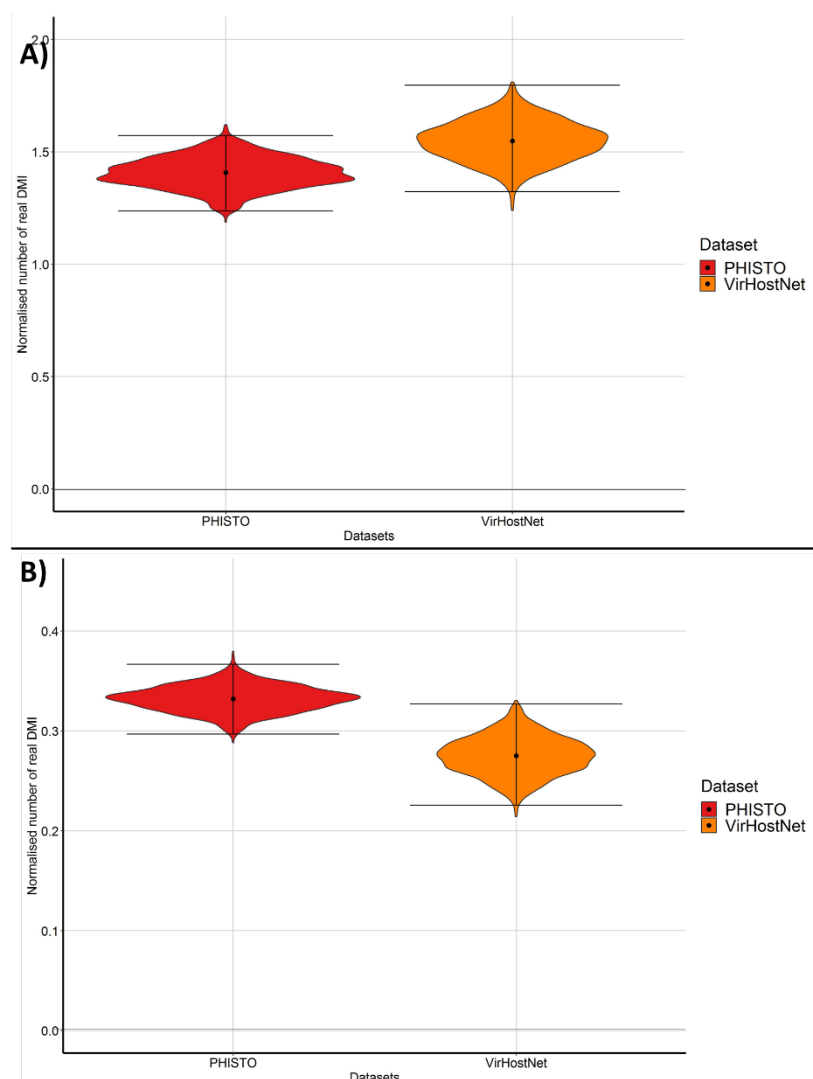 A)
2.0
1.5
1.0
0.5
0.0
Normalised number of real DMI
PHISTO
VirHostNet
Datasets
Dataset
PHISTO
VirHostNet
B)
0.4
0.3
0.2
0.1
0.0
Normalised number of real DMI
PHISTO
VirHostNet
Datasets
Dataset
PHISTO
VirHostNet